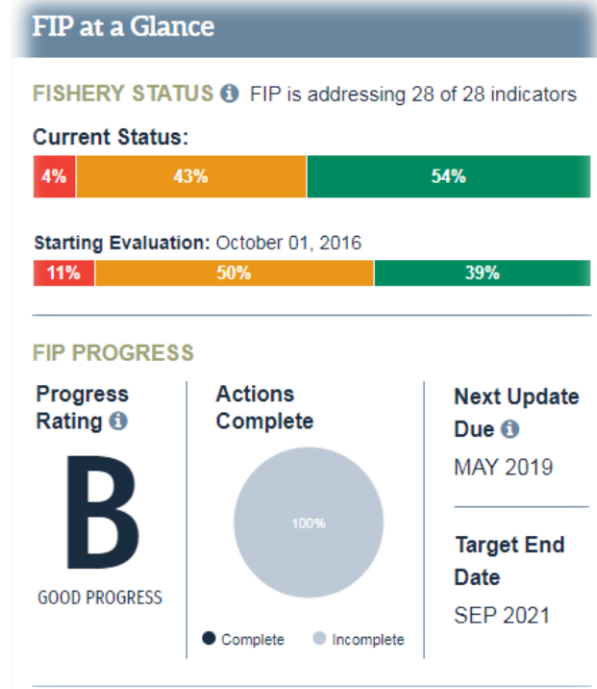 FIP at a Glance
FISHERY STATUS FIP is addressing 28 of 28 indicators
Current Status:
4% 43% 54%
Starting Evaluation: October 01, 2016
11% 50% 39%
FIP PROGRESS
Progress
Rating
B
GOOD PROGRESS
Actions
Complete
100%
Complete Incomplete
Next Update
Due
MAY 2019
Target End
Date
SEP 2021